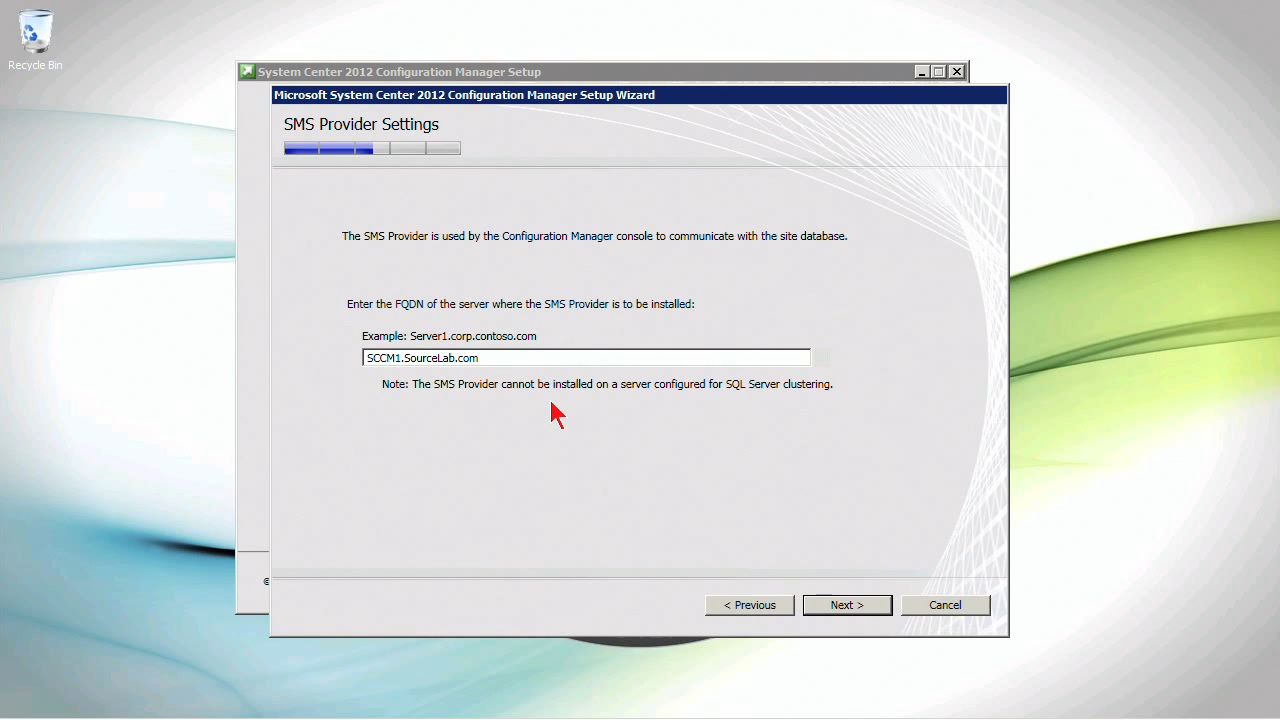 Recycle Bin
System Center 2012 Configuration Manager Setup
Microsoft System Center 2012 Configuration Manager Setup Wizard
SMS Provider Settings
The SMS Provider is used by the Configuration Manager console to communicate with the site database.
Enter the FQDN of the server where the SMS Provider is to be installed:
Example: Server1.corp.contoso.com
SCCM1.SourceLab.com
Note: The SMS Provider cannot be installed on a server configured for SQL Server clustering.
©
< Previous
Next >
Cancel